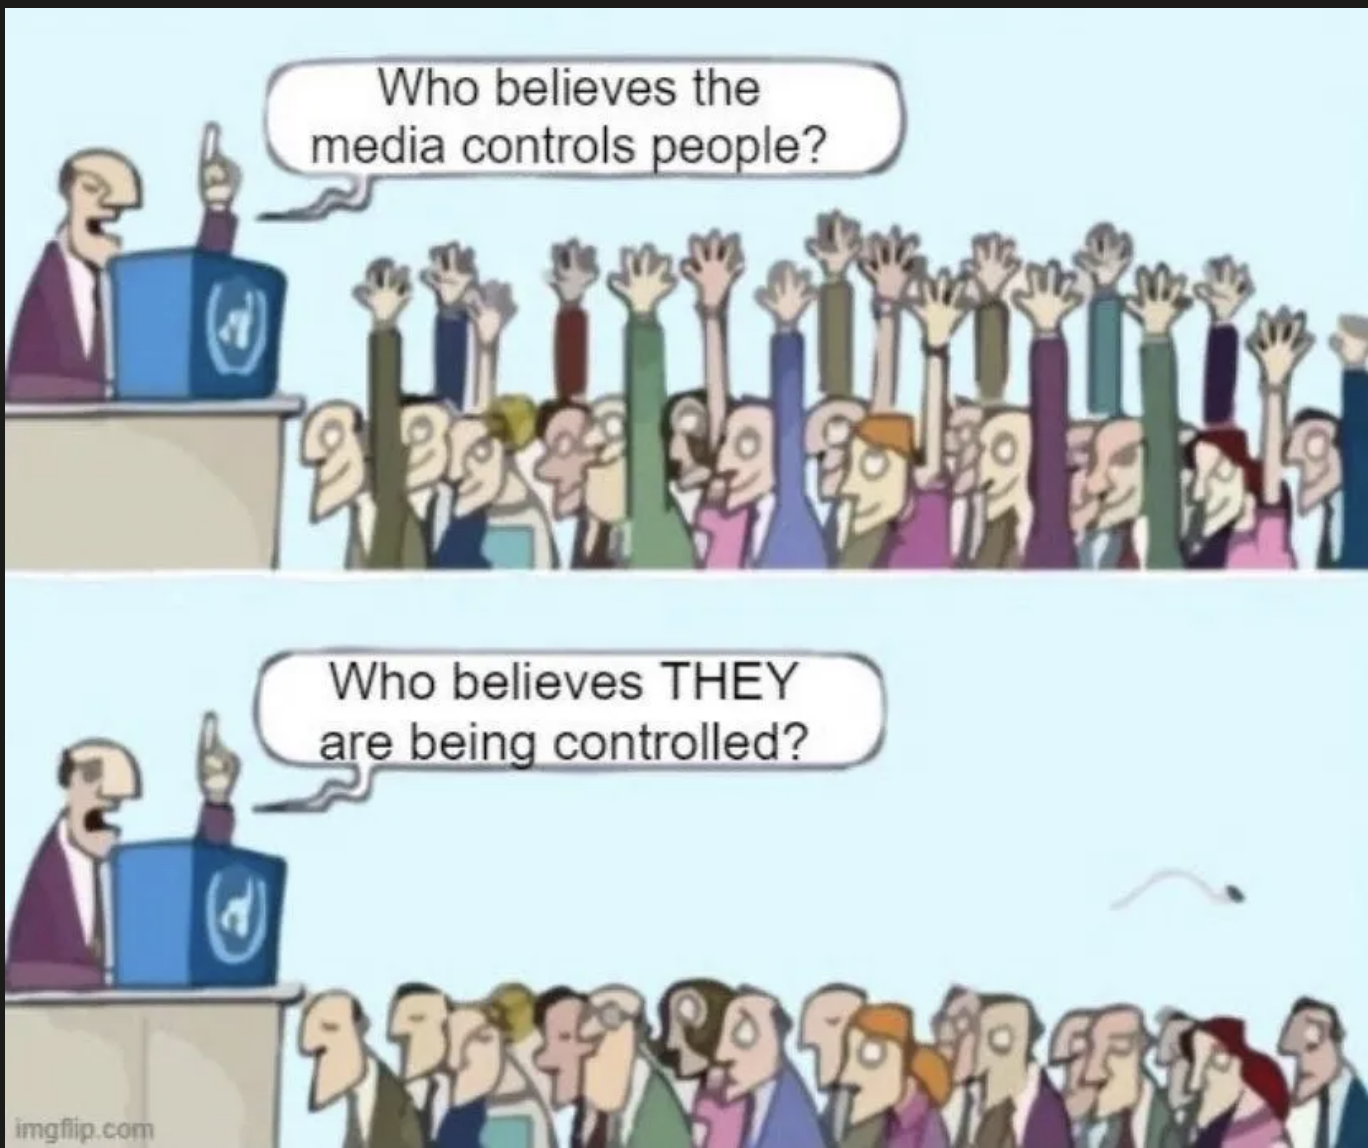 Who believes the
media controls people?
Who believes THEY
are being controlled?
imgflip.com